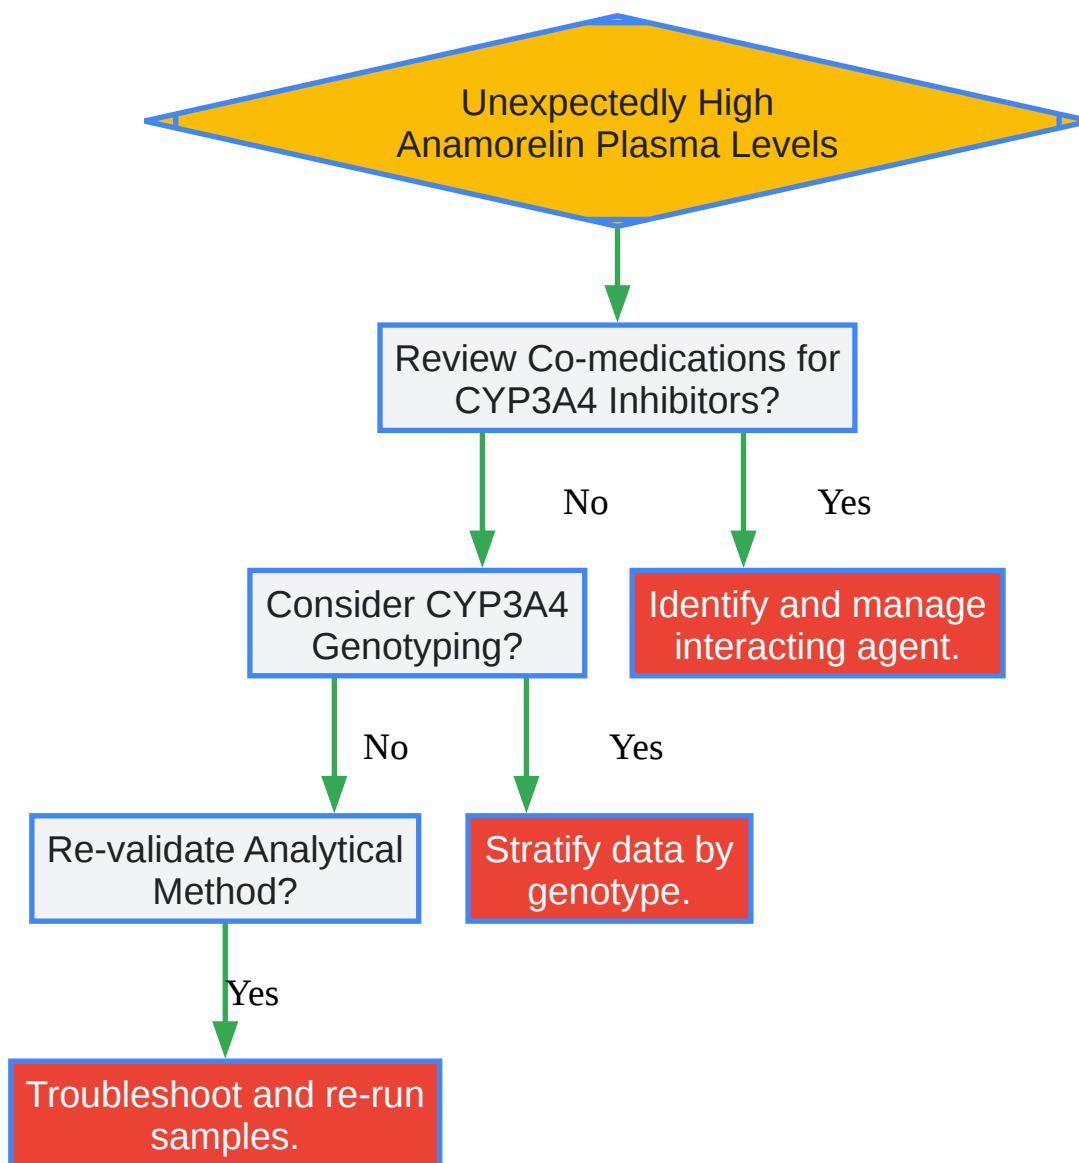 Unexpectedly High
Anamorelin Plasma Levels
Review Co-medications for
CYP3A4 Inhibitors?
No
Yes
Consider CYP3A4
Genotyping?
Identify and manage
interacting agent.
No
Yes
Re-validate Analytical
Method?
Stratify data by
genotype.
Yes
Troubleshoot and re-run
samples.